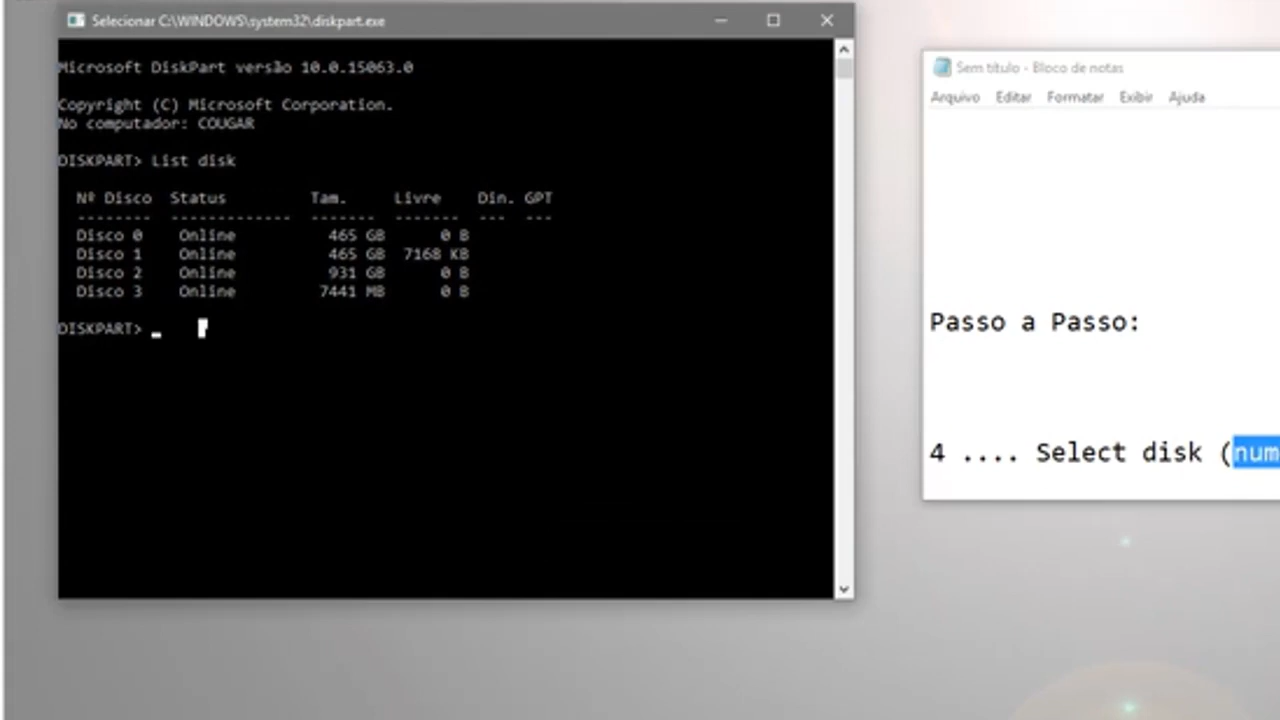 Selecionar C:\WINDOWS\system32\diskpart.exe
Microsoft DiskPart versão 10.0.15063.0
Copyright (C) Microsoft Corporation.
No computador: COUGAR
DISKPART> List disk
Nº Disco Status Tam. Livre Din. GPT
-------- ------------- ------- ------- --- ---
Disco 0 Online 465 GB 0 B
Disco 1 Online 465 GB 7168 KB
Disco 2 Online 931 GB 0 B
Disco 3 Online 7441 MB 0 B
DISKPART> _
Sem título - Bloco de notas
Arquivo Editar Formatar Exibir Ajuda
Passo a Passo:
4 .... Select disk (num